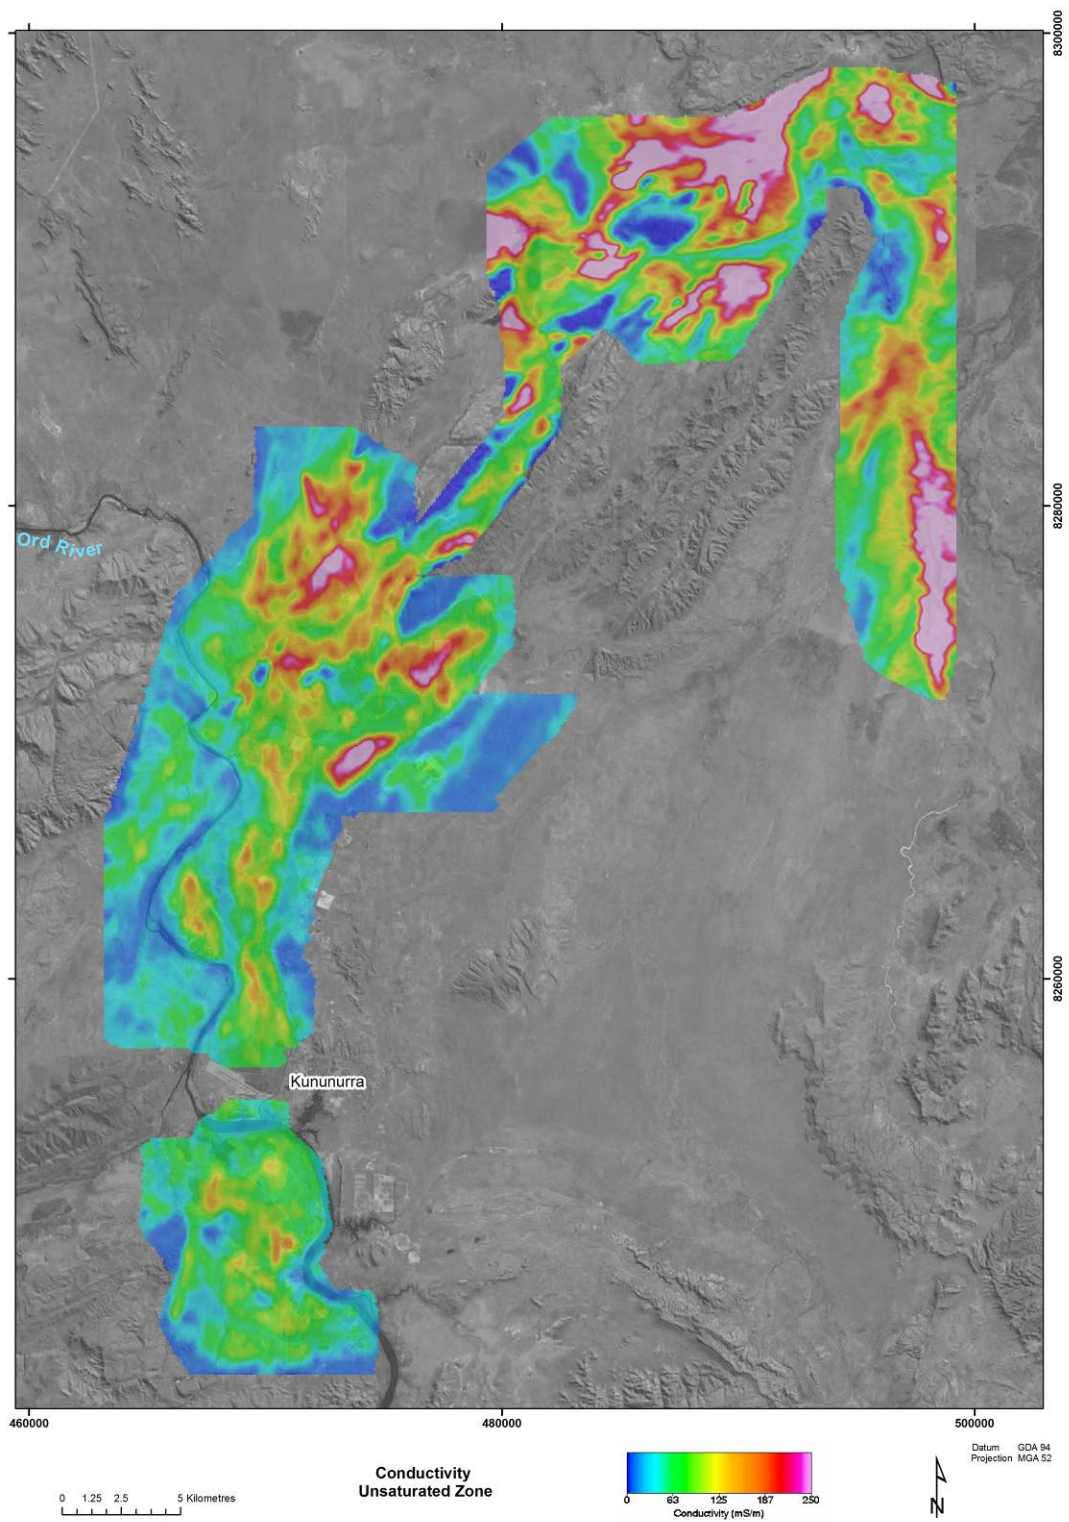 8300000
Ord River
8280000
8260000
Kununurra
460000
480000
500000
Datum GDA 94
Projection MGA 52
Conductivity
Unsaturated Zone
0 1.25 2.5 5 Kilometres
0 63 125 187 250
Conductivity (mS/m)
N